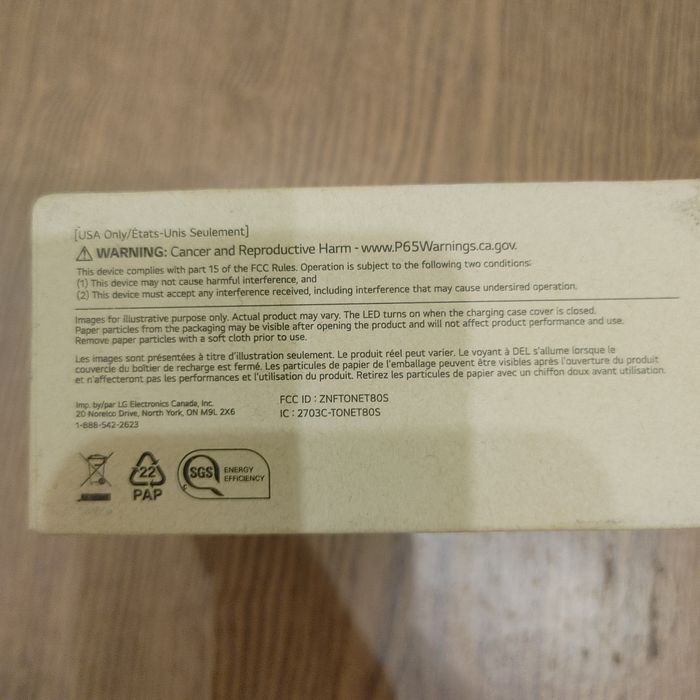 [USA Only/États-Unis Seulement]
WARNING: Cancer and Reproductive Harm - www.P65Warnings.ca.gov.
This device complies with part 15 of the FCC Rules. Operation is subject to the following two conditions:
(1) This device may not cause harmful interference, and
(2) This device must accept any interference received, including interference that may cause undersired operation.
Images for illustrative purpose only. Actual product may vary. The LED turns on when the charging case cover is closed.
Paper particles from the packaging may be visible after opening the product and will not affect product performance and use.
Remove paper particles with a soft cloth prior to use.
Les images sont présentées à titre d'illustration seulement. Le produit réel peut varier. Le voyant à DEL s'allume lorsque le
couvercle du boîtier de recharge est fermé. Les particules de papier de l'emballage peuvent être visibles après l'ouverture du produit
et n'affecteront pas les performances et l'utilisation du produit. Retirez les particules de papier avec un chiffon doux avant utilisation.
Imp. by/par LG Electronics Canada, Inc.
20 Norelco Drive, North York, ON M9L 2X6
1-888-542-2623
FCC ID : ZNFTONET80S
IC : 2703C-TONET80S
22
PAP
SGS
ENERGY
EFFICIENCY